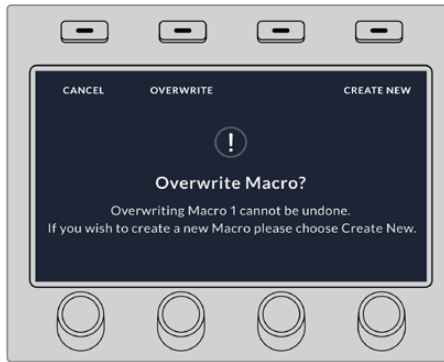 CANCEL OVERWRITE CREATE NEW
!
Overwrite Macro?
Overwriting Macro 1 cannot be undone.
If you wish to create a new Macro please choose Create New.